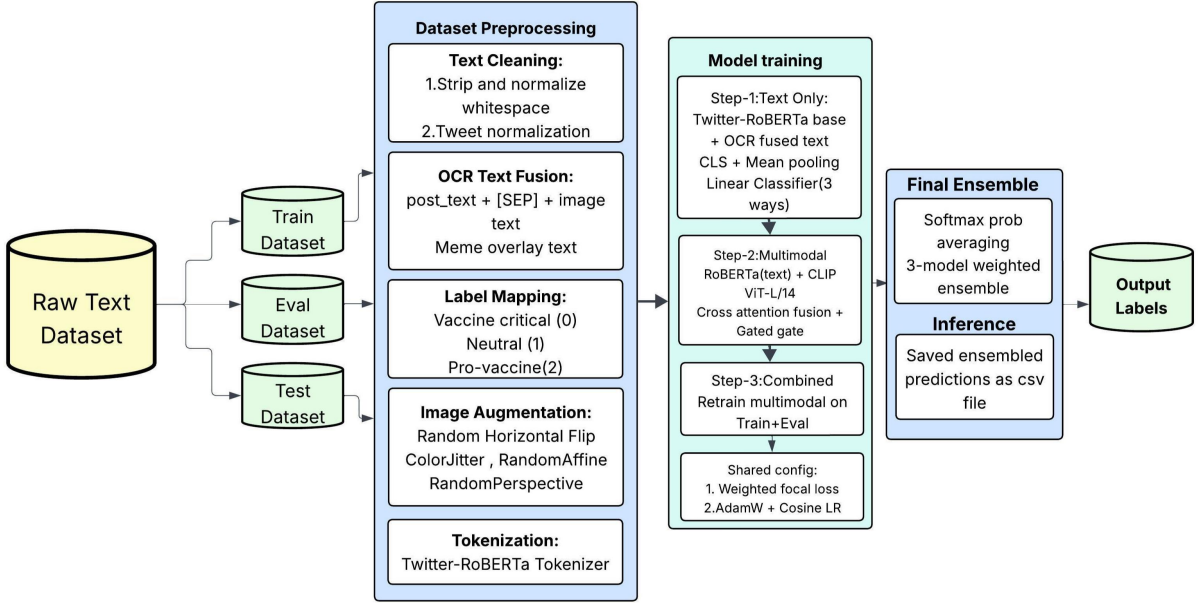 Raw Text
Dataset
Train
Dataset
Eval
Dataset
Test
Dataset
Dataset Preprocessing
Text Cleaning:
1.Strip and normalize
whitespace
2.Tweet normalization
OCR Text Fusion:
post_text + [SEP] + image
text
Meme overlay text
Label Mapping:
Vaccine critical (0)
Neutral (1)
Pro-vaccine(2)
Image Augmentation:
Random Horizontal Flip
ColorJitter , RandomAffine
RandomPerspective
Tokenization:
Twitter-RoBERTa Tokenizer
Model training
Step-1:Text Only:
Twitter-RoBERTa base
+ OCR fused text
CLS + Mean pooling
Linear Classifier(3
ways)
Step-2:Multimodal
RoBERTa(text) + CLIP
ViT-L/14
Cross attention fusion +
Gated gate
Step-3:Combined
Retrain multimodal on
Train+Eval
Shared config:
1. Weighted focal loss
2.AdamW + Cosine LR
Final Ensemble
Softmax prob
averaging
3-model weighted
ensemble
Inference
Saved ensembled
predictions as csv
file
Output
Labels